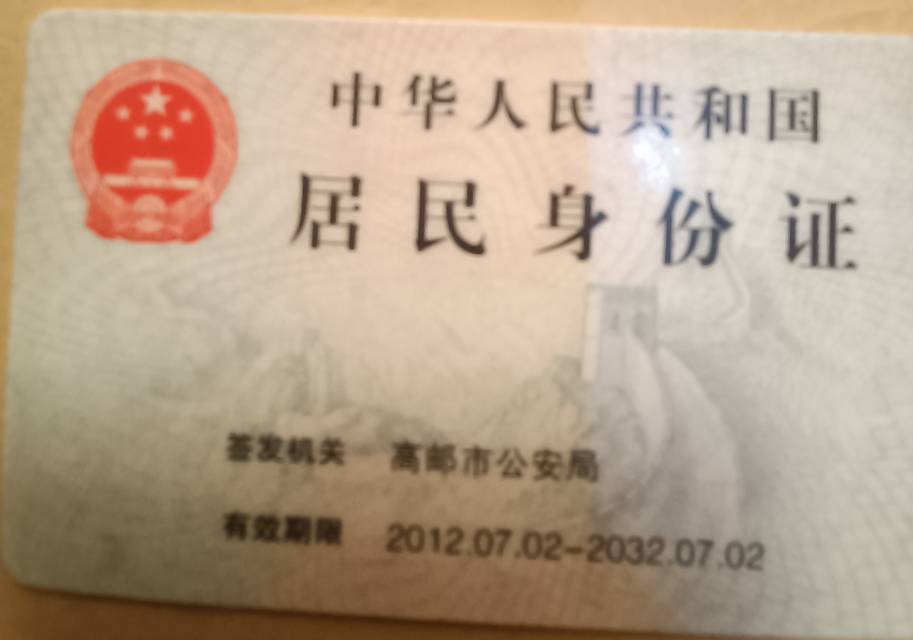 中华人民共和国
居民身份证
签发机关 高邮市公安局
有效期限 2012.07.02-2032.07.02